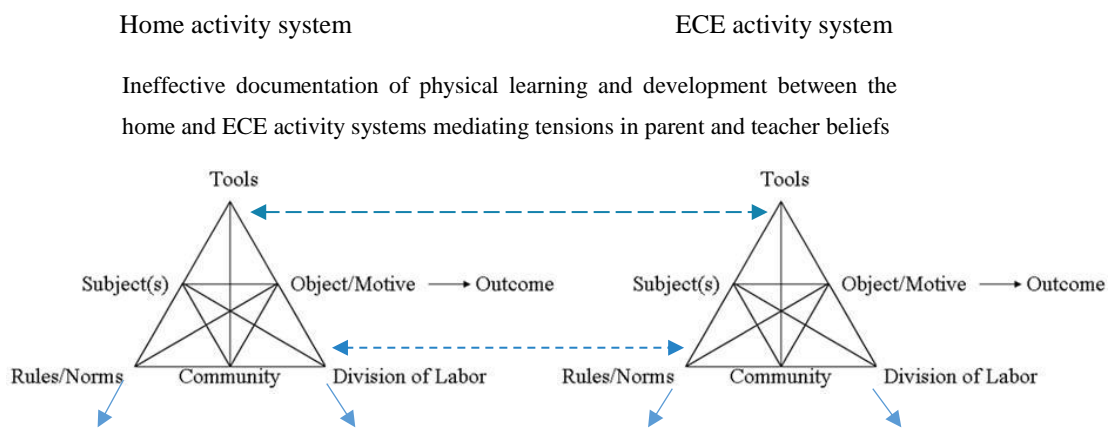 Home activity system ECE activity system
Ineffective documentation of physical learning and development between the
home and ECE activity systems mediating tensions in parent and teacher beliefs
Tools Tools
Subject(s) Object/Motive Outcome Subject(s) Object/Motive Outcome
Rules/Norms Community Division of Labor Rules/Norms Community Division of Labor